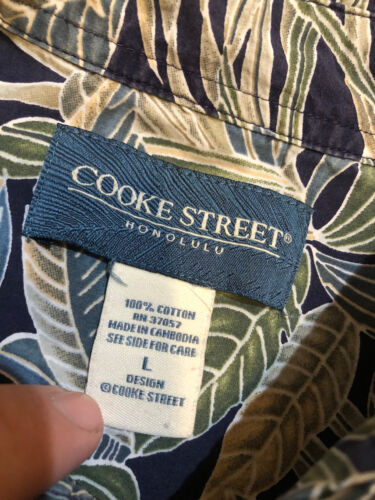 COOKE STREET®
HONOLULU
100% COTTON
RN 37057
MADE IN CAMBODIA
SEE SIDE FOR CARE
L
DESIGN
©COOKE STREET